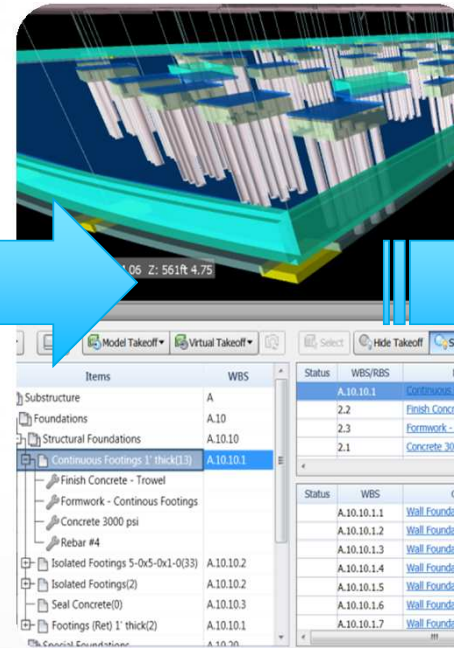 .06 Z: 561ft 4.75
Model Takeoff Virtual Takeoff
Select Hide Takeoff
Items WBS
Substructure A
Foundations A.10
Structural Foundations A.10.10
Continuous Footings 1' thick(13) A.10.10.1
Finish Concrete - Trowel
Formwork - Continous Footings
Concrete 3000 psi
Rebar #4
Isolated Footings 5-0x5-0x1-0(33) A.10.10.2
Isolated Footings(2) A.10.10.2
Seal Concrete(0) A.10.10.3
Footings (Ret) 1' thick(2) A.10.10.1
Special Foundations A.10.20
Status WBS/RBS
A.10.10.1 Continuous
2.2 Finish Concr
2.3 Formwork -
2.1 Concrete 30
Status WBS
A.10.10.1.1 Wall Founda
A.10.10.1.2 Wall Founda
A.10.10.1.3 Wall Founda
A.10.10.1.4 Wall Founda
A.10.10.1.5 Wall Founda
A.10.10.1.6 Wall Founda
A.10.10.1.7 Wall Founda